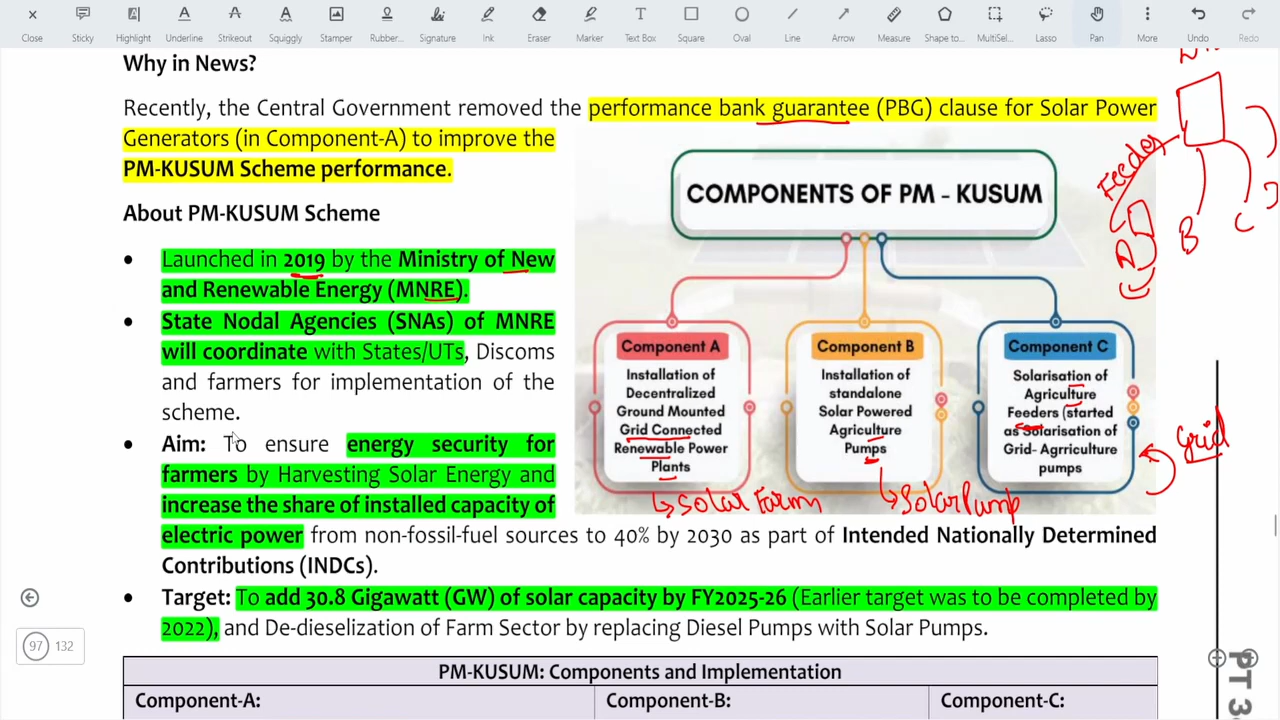 Close
Sticky
Highlight
Underline
Strikeout
Squiggly
Stamper
Rubber...
Signature
Ink
Eraser
Marker
Text Box
Square
Oval
Line
Arrow
Measure
Shape to...
MultiSel...
Lasso
Pan
More
Undo
Redo
Why in News?
Recently, the Central Government removed the performance bank guarantee (PBG) clause for Solar Power
Generators (in Component-A) to improve the
PM-KUSUM Scheme performance.
About PM-KUSUM Scheme
• Launched in 2019 by the Ministry of New
and Renewable Energy (MNRE).
• State Nodal Agencies (SNAs) of MNRE
will coordinate with States/UTs, Discoms
and farmers for implementation of the
scheme.
• Aim: To ensure energy security for
farmers by Harvesting Solar Energy and
increase the share of installed capacity of
electric power from non-fossil-fuel sources to 40% by 2030 as part of Intended Nationally Determined
Contributions (INDCs).
• Target: To add 30.8 Gigawatt (GW) of solar capacity by FY2025-26 (Earlier target was to be completed by
2022), and De-dieselization of Farm Sector by replacing Diesel Pumps with Solar Pumps.
COMPONENTS OF PM - KUSUM
Component A
Installation of
Decentralized
Ground Mounted
Grid Connected
Renewable Power
Plants
Solar Farm
Component B
Installation of
standalone
Solar Powered
Agriculture
Pumps
Solar Pump
Component C
Solarisation of
Agriculture
Feeders (started
as Solarisation of
Grid- Agrriculture
pumps
Grid
Feeder
A
B
C
97 132
PM-KUSUM: Components and Implementation
Component-A:
Component-B:
Component-C:
PT 3